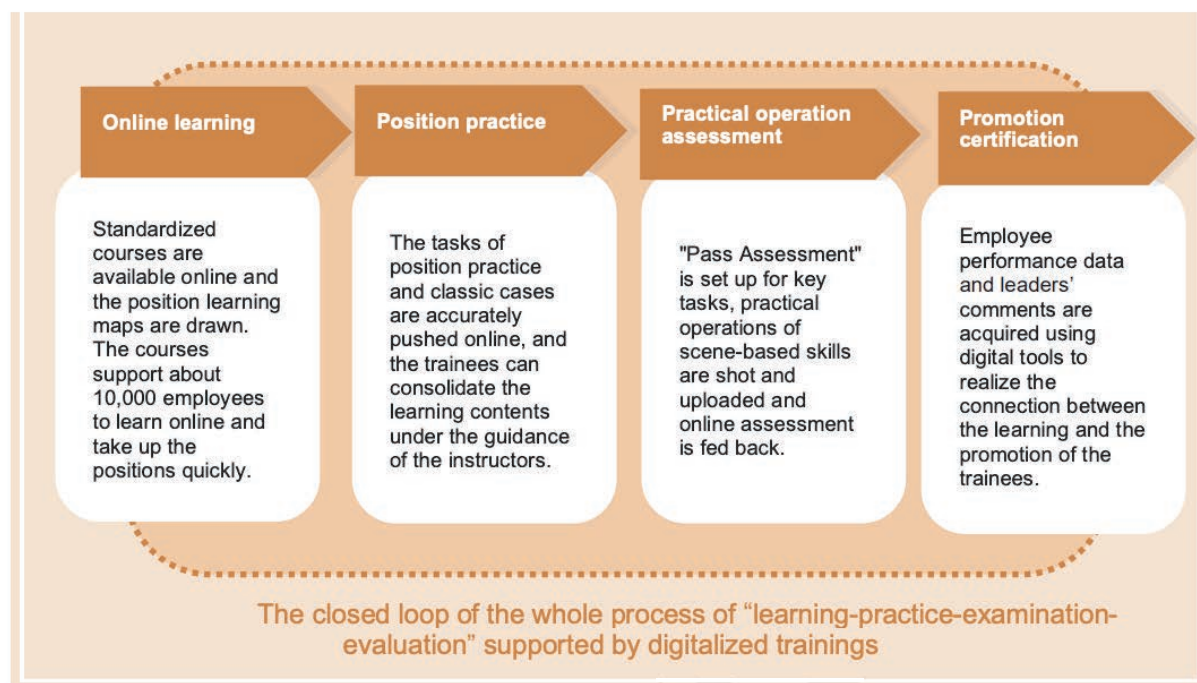 Online learning
Standardized
courses are
available online and
the position learning
maps are drawn.
The courses
support about
10,000 employees
to learn online and
take up the
positions quickly.
Position practice
The tasks of
position practice
and classic cases
are accurately
pushed online, and
the trainees can
consolidate the
learning contents
under the guidance
of the instructors.
Practical operation
assessment
"Pass Assessment"
is set up for key
tasks, practical
operations of
scene-based skills
are shot and
uploaded and
online assessment
is fed back.
Promotion
certification
Employee
performance data
and leaders’
comments are
acquired using
digital tools to
realize the
connection between
the learning and the
promotion of the
trainees.
The closed loop of the whole process of “learning-practice-examination-
evaluation” supported by digitalized trainings